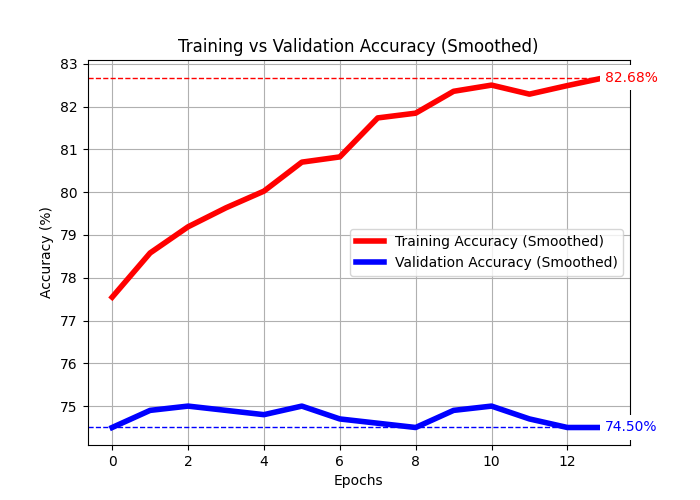 Training vs Validation Accuracy (Smoothed)
83
82
81
80
79
78
77
76
75
Accuracy (%)
82.68%
Training Accuracy (Smoothed)
Validation Accuracy (Smoothed)
74.50%
0 2 4 6 8 10 12
Epochs